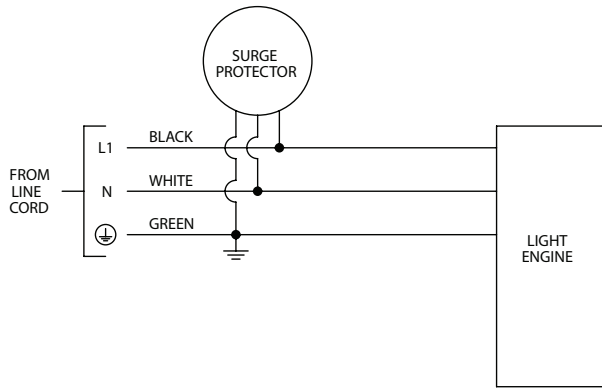 SURGE
PROTECTOR
BLACK
L1
FROM
LINE
CORD
WHITE
N
GREEN
LIGHT
ENGINE